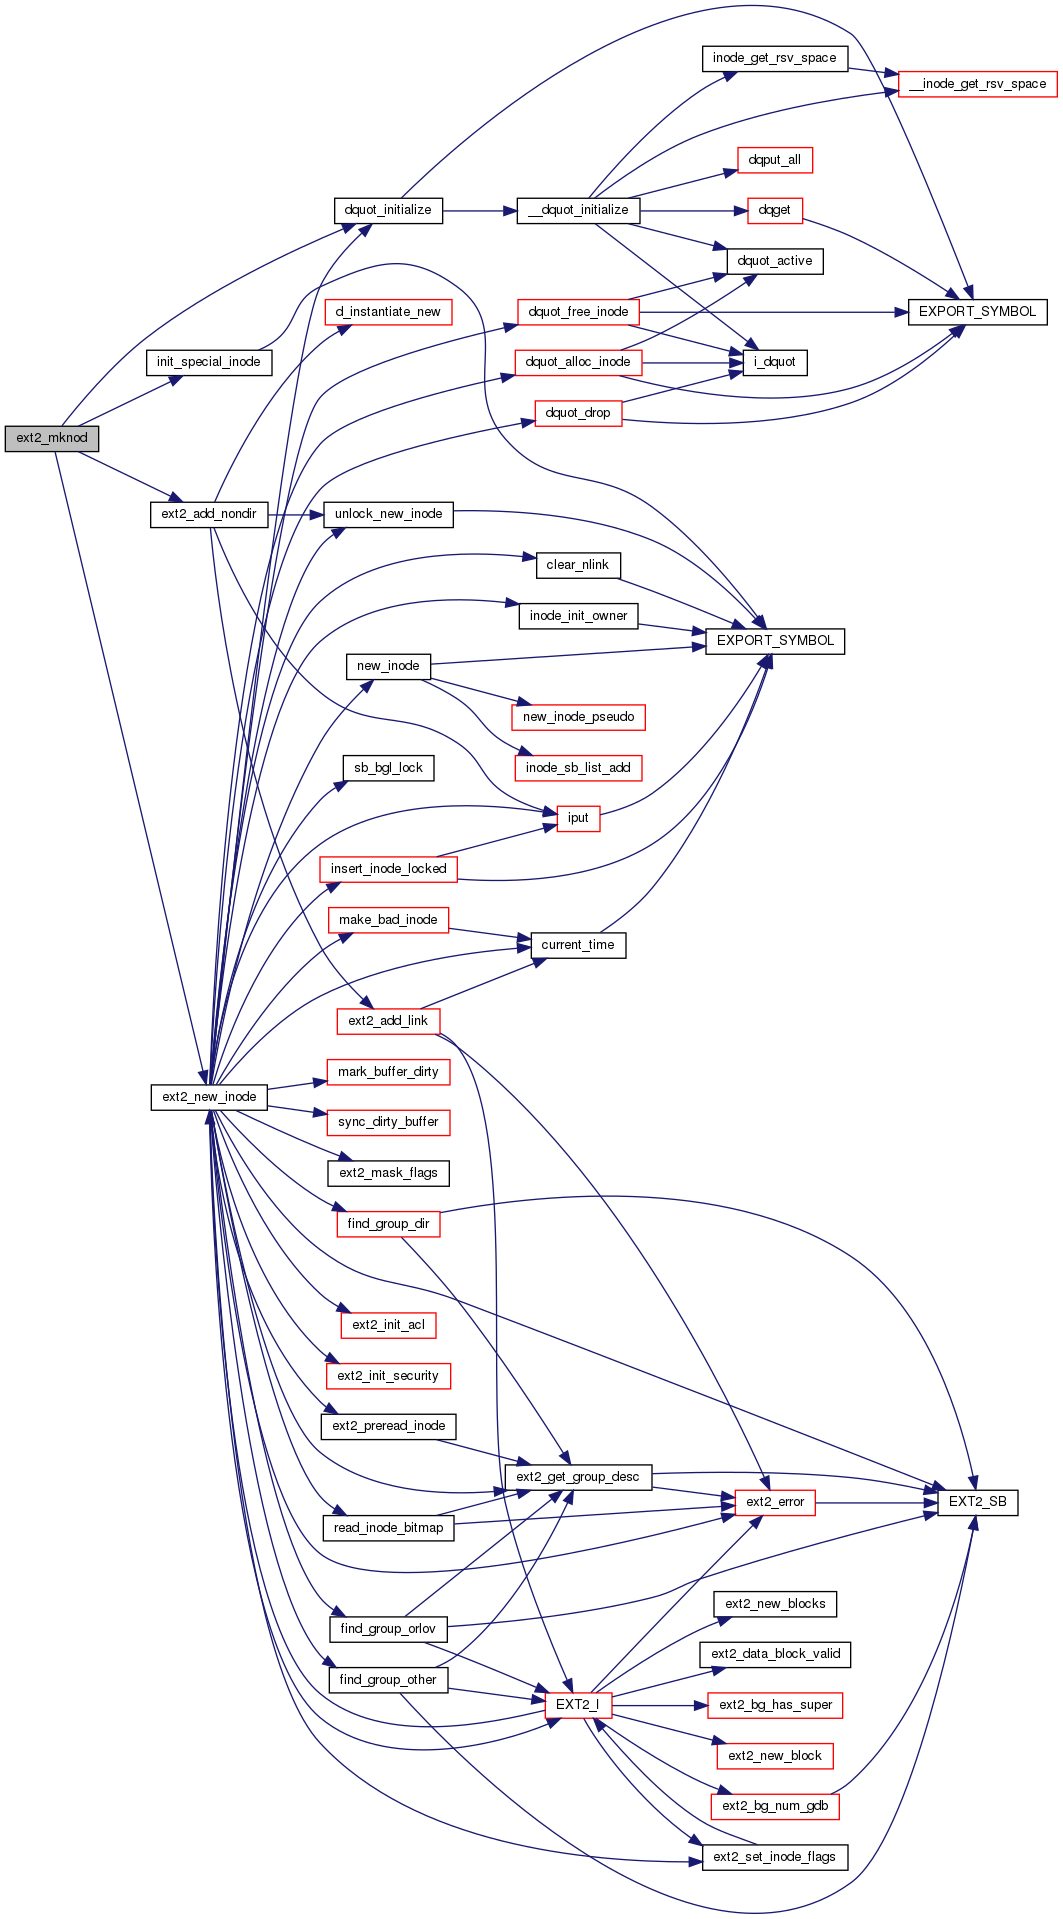 inode_get_rsv_space
__inode_get_rsv_space
dqput_all
dquot_initialize
__dquot_initialize
dqget
dquot_active
d_instantiate_new
dquot_free_inode
EXPORT_SYMBOL
init_special_inode
dquot_alloc_inode
i_dquot
dquot_drop
ext2_mknod
ext2_add_nondir
unlock_new_inode
clear_nlink
inode_init_owner
EXPORT_SYMBOL
new_inode
new_inode_pseudo
sb_bgl_lock
inode_sb_list_add
iput
insert_inode_locked
make_bad_inode
current_time
ext2_add_link
mark_buffer_dirty
ext2_new_inode
sync_dirty_buffer
ext2_mask_flags
find_group_dir
ext2_init_acl
ext2_init_security
ext2_preread_inode
ext2_get_group_desc
ext2_error
EXT2_SB
read_inode_bitmap
ext2_new_blocks
find_group_orlov
ext2_data_block_valid
find_group_other
EXT2_I
ext2_bg_has_super
ext2_new_block
ext2_bg_num_gdb
ext2_set_inode_flags